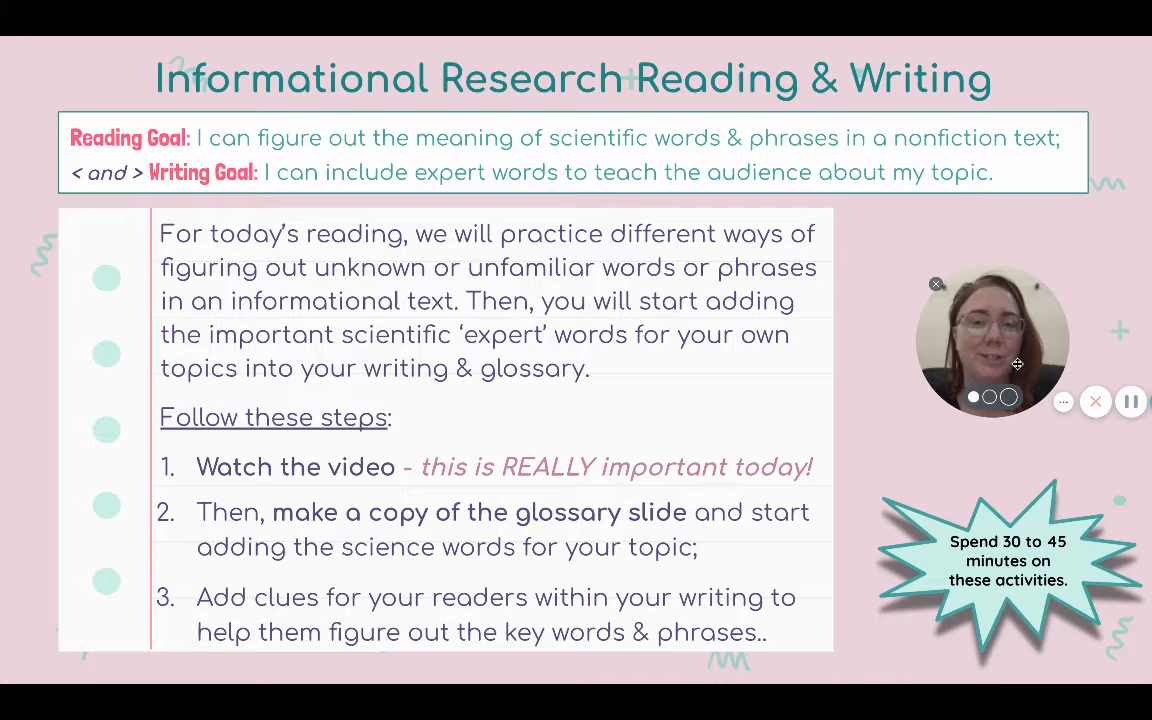 Informational Research Reading & Writing
Reading Goal: I can figure out the meaning of scientific words & phrases in a nonfiction text;
< and > Writing Goal: I can include expert words to teach the audience about my topic.
For today's reading, we will practice different ways of
figuring out unknown or unfamiliar words or phrases
in an informational text. Then, you will start adding
the important scientific 'expert' words for your own
topics into your writing & glossary.
Follow these steps:
1. Watch the video - this is REALLY important today!
2. Then, make a copy of the glossary slide and start
adding the science words for your topic;
3. Add clues for your readers within your writing to
help them figure out the key words & phrases..
Spend 30 to 45
minutes on
these activities.